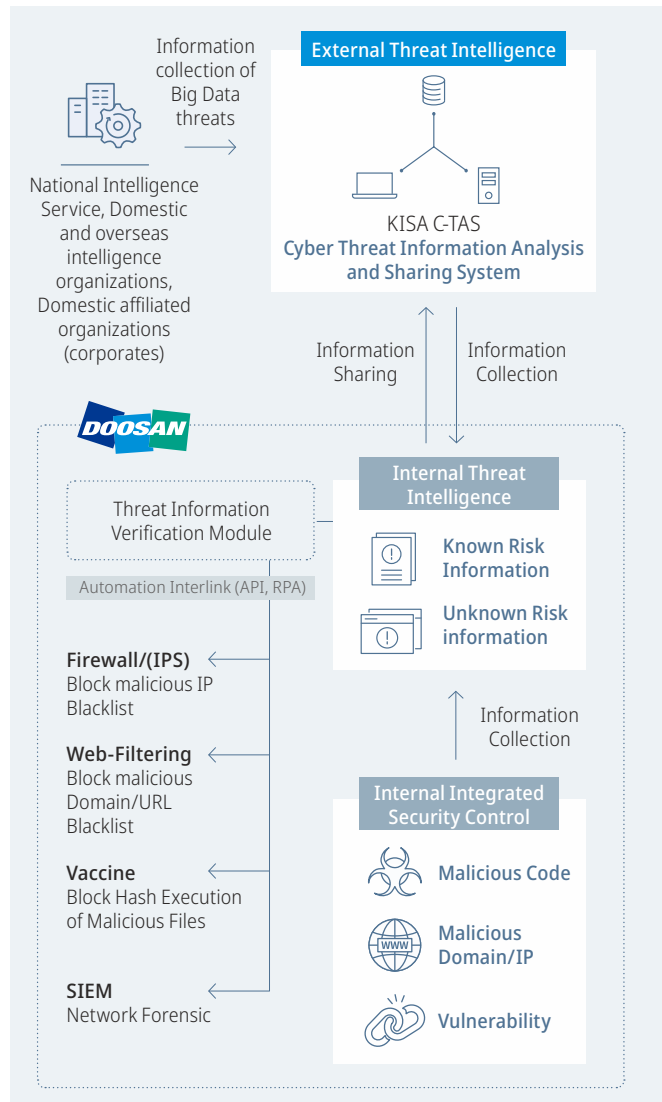 Information
collection of
Big Data
threats
National Intelligence
Service, Domestic
and overseas
intelligence
organizations,
Domestic affiliated
organizations
(corporates)
External Threat Intelligence
KISA C-TAS
Cyber Threat Information Analysis
and Sharing System
Information
Sharing
Information
Collection
DOOSAN
Threat Information
Verification Module
Automation Interlink (API, RPA)
Firewall/(IPS)
Block malicious IP
Blacklist
Web-Filtering
Block malicious
Domain/URL
Blacklist
Vaccine
Block Hash Execution
of Malicious Files
SIEM
Network Forensic
Internal Threat
Intelligence
Known Risk
Information
Unknown Risk
information
Information
Collection
Internal Integrated
Security Control
Malicious Code
WWW
Malicious
Domain/IP
Vulnerability